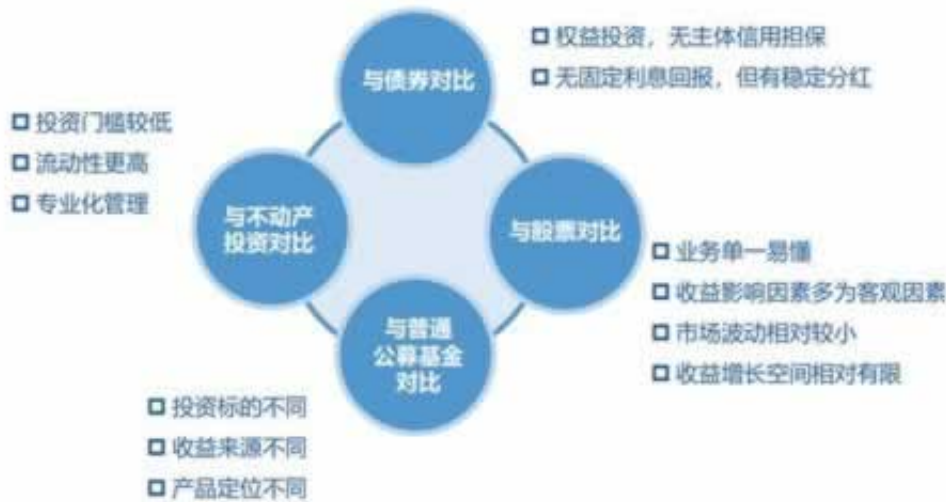 与债券对比
权益投资，无主体信用担保
无固定利息回报，但有稳定分红
投资门槛较低
流动性更高
专业化管理
与不动产
投资对比
与股票对比
业务单一易懂
收益影响因素多为客观因素
市场波动相对较小
收益增长空间相对有限
与普通
公募基金
对比
投资标的不同
收益来源不同
产品定位不同